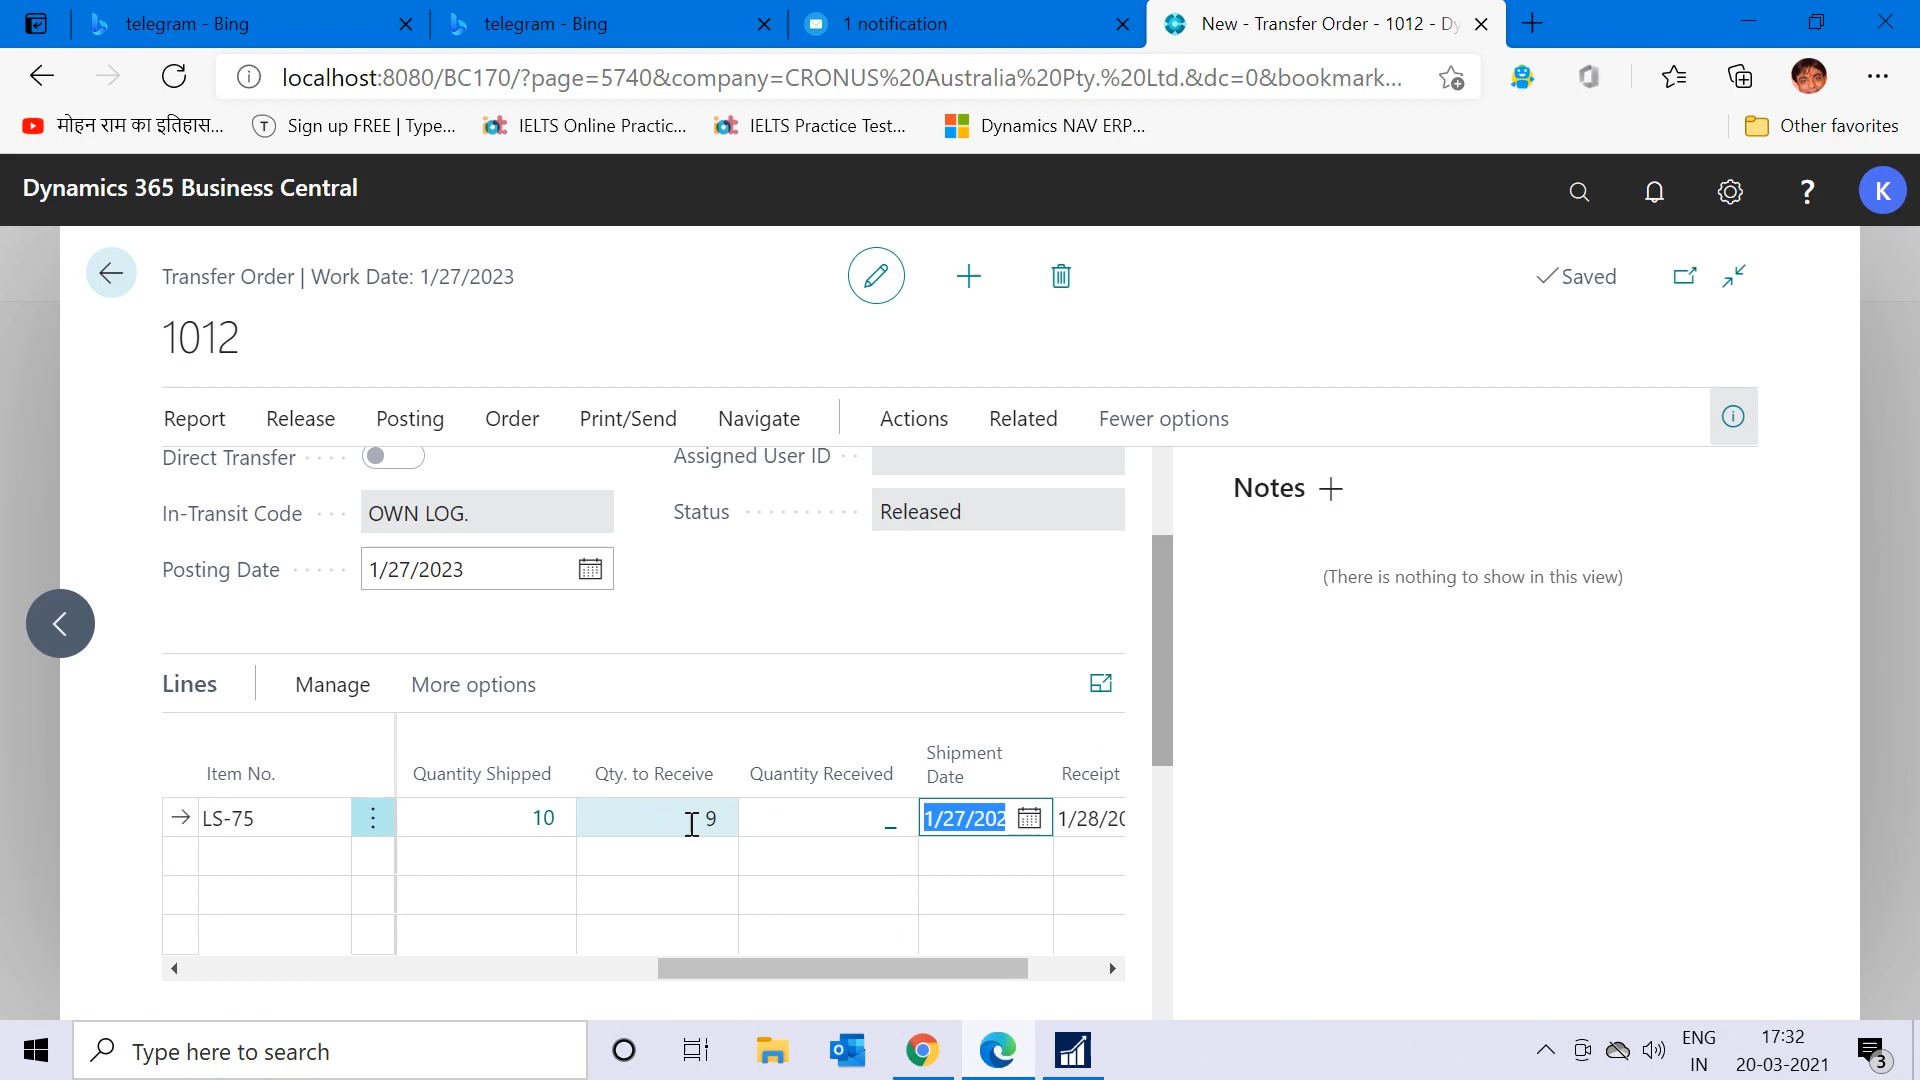 telegram - Bing
telegram - Bing
1 notification
New - Transfer Order - 1012 - Dy
localhost:8080/BC170/?page=5740&company=CRONUS%20Australia%20Pty.%20Ltd.&dc=0&bookmark...
मोहन राम का इतिहास...
Sign up FREE | Type...
IELTS Online Practic...
IELTS Practice Test...
Dynamics NAV ERP...
Other favorites
Dynamics 365 Business Central
K
Transfer Order | Work Date: 1/27/2023
Saved
1012
Report Release Posting Order Print/Send Navigate Actions Related Fewer options
Direct Transfer
Assigned User ID
In-Transit Code OWN LOG.
Status Released
Posting Date 1/27/2023
Notes
(There is nothing to show in this view)
Lines Manage More options
Item No. Quantity Shipped Qty. to Receive Quantity Received Shipment Date Receipt
LS-75 10 9 _ 1/27/202 1/28/20
Type here to search
ENG
IN
17:32
20-03-2021
3